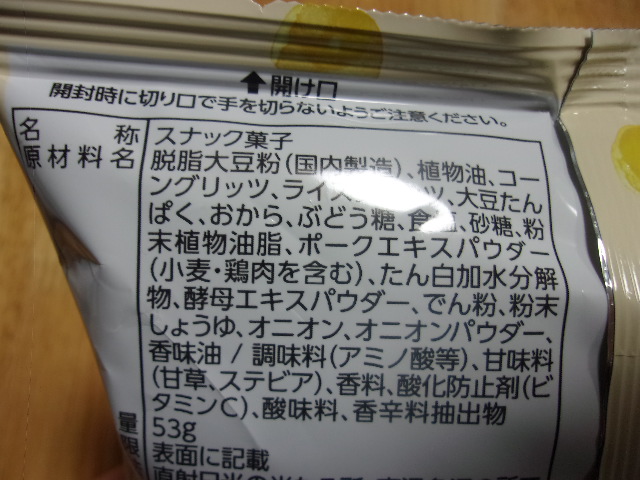 開け口
開封時に切り口で手を切らないようご注意ください。
名称 スナック菓子
原材料名 脱脂大豆粉(国内製造)、植物油、コー
ングリッツ、ライス ツ、大豆たん
ぱく、おから、ぶどう糖、食塩、砂糖、粉
末植物油脂、ポークエキスパウダー
(小麦・鶏肉を含む)、たん白加水分解
物、酵母エキスパウダー、でん粉、粉末
しょうゆ、オニオン、オニオンパウダー、
香味油 / 調味料(アミノ酸等)、甘味料
(甘草、ステビア)、香料、酸化防止剤(ビ
タミンC)、酸味料、香辛料抽出物
量 53g
限 表面に記載